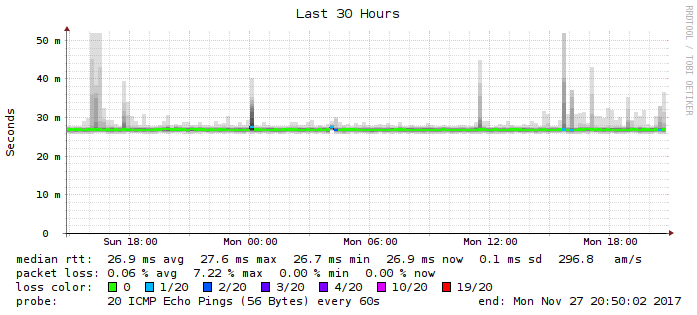 Last 30 Hours
RRDTOOL / TOBI OETIKER
Seconds
50 m
40 m
30 m
20 m
10 m
0
Sun 18:00 Mon 00:00 Mon 06:00 Mon 12:00 Mon 18:00
median rtt: 26.9 ms avg 27.6 ms max 26.7 ms min 26.9 ms now 0.1 ms sd 296.8 am/s
packet loss: 0.06 % avg 7.22 % max 0.00 % min 0.00 % now
loss color: 0 1/20 2/20 3/20 4/20 10/20 19/20
probe: 20 ICMP Echo Pings (56 Bytes) every 60s end: Mon Nov 27 20:50:02 2017